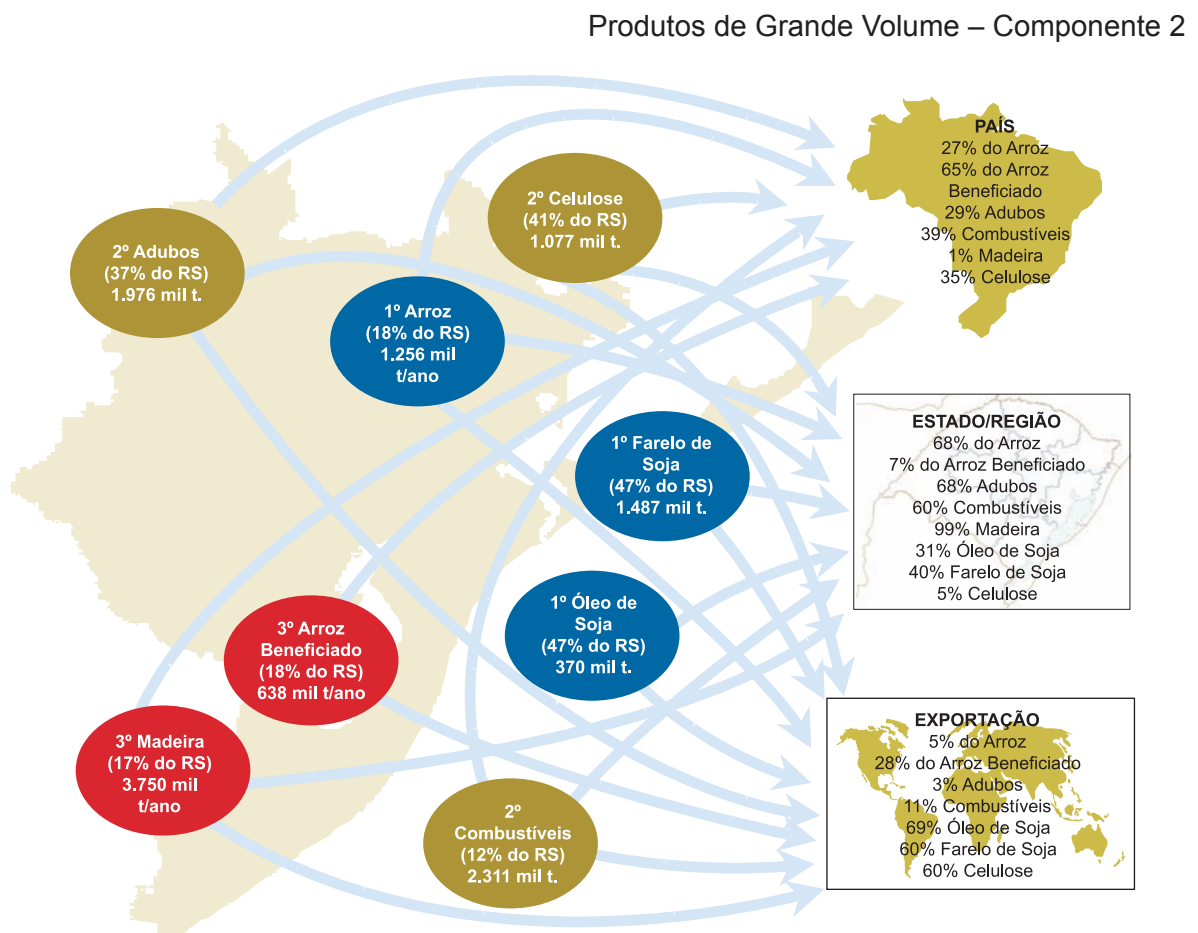 Produtos de Grande Volume – Componente 2
PAÍS
27% do Arroz
65% do Arroz
Beneficiado
29% Adubos
39% Combustíveis
1% Madeira
35% Celulose
2º Celulose
(41% do RS)
1.077 mil t.
2º Adubos
(37% do RS)
1.976 mil t.
1º Arroz
(18% do RS)
1.256 mil
t/ano
ESTADO/REGIÃO
68% do Arroz
7% do Arroz Beneficiado
68% Adubos
60% Combustíveis
99% Madeira
31% Óleo de Soja
40% Farelo de Soja
5% Celulose
1º Farelo de
Soja
(47% do RS)
1.487 mil t.
1º Óleo de
Soja
(47% do RS)
370 mil t.
3º Arroz
Beneficiado
(18% do RS)
638 mil t/ano
3º Madeira
(17% do RS)
3.750 mil
t/ano
2º
Combustíveis
(12% do RS)
2.311 mil t.
EXPORTAÇÃO
5% do Arroz
28% do Arroz Beneficiado
3% Adubos
11% Combustíveis
69% Óleo de Soja
60% Farelo de Soja
60% Celulose